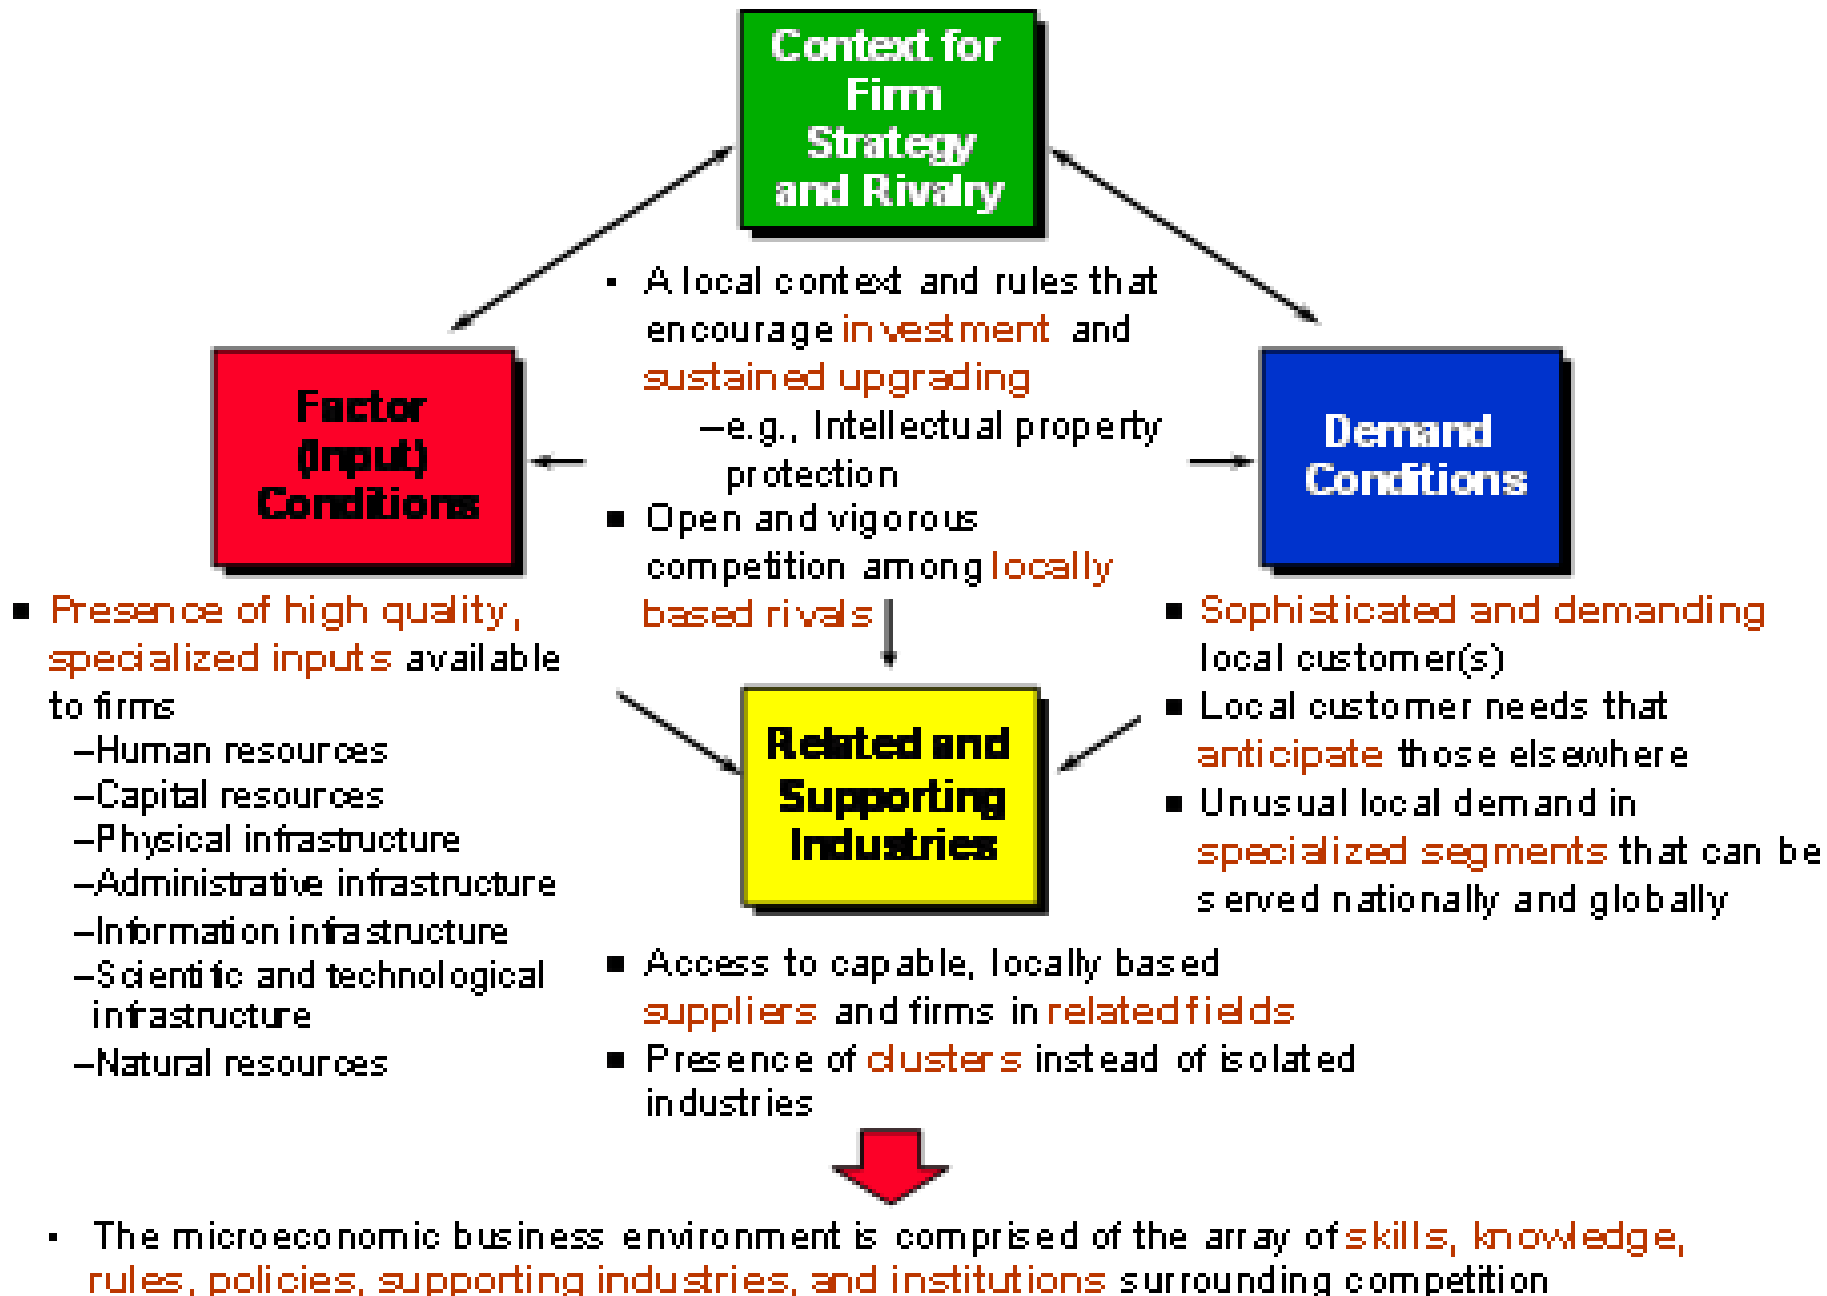 Context for
Firm
Strategy
and Rivalry
▪ A local context and rules that
encourage investment and
sustained upgrading
–e.g., Intellectual property
protection
■ Open and vigorous
competition among locally
based rivals
Factor
(Input)
Conditions
■ Presence of high quality,
specialized inputs available
to firms
–Human resources
–Capital resources
–Physical infrastructure
–Administrative infrastructure
–Information infrastructure
–Scientific and technological
infrastructure
–Natural resources
Demand
Conditions
■ Sophisticated and demanding
local customer(s)
■ Local customer needs that
anticipate those elsewhere
■ Unusual local demand in
specialized segments that can be
served nationally and globally
Related and
Supporting
Industries
■ Access to capable, locally based
suppliers and firms in related fields
■ Presence of clusters instead of isolated
industries
▪ The microeconomic business environment is comprised of the array of skills, knowledge,
rules, policies, supporting industries, and institutions surrounding competition